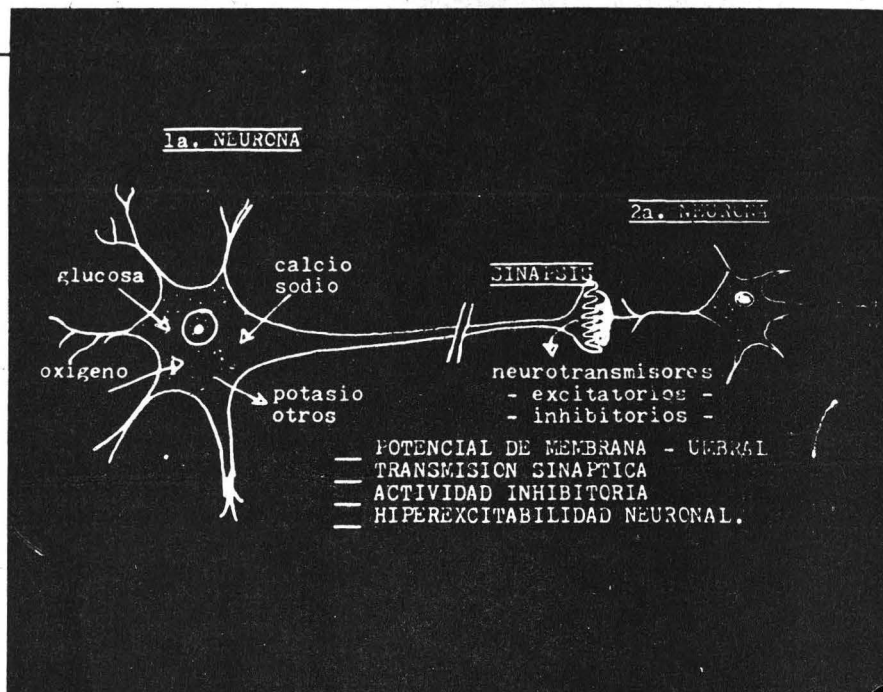 1a. NEURONA
2a. NEURONA
glucosa
calcio
sodio
SINAPSIS
oxigeno
potasio
otros
neurotransmisores
- excitatorios -
- inhibitorios -
_ POTENCIAL DE MEMBRANA - UMBRAL
_ TRANSMISION SINAPTICA
_ ACTIVIDAD INHIBITORIA
_ HIPEREXCITABILIDAD NEURONAL.